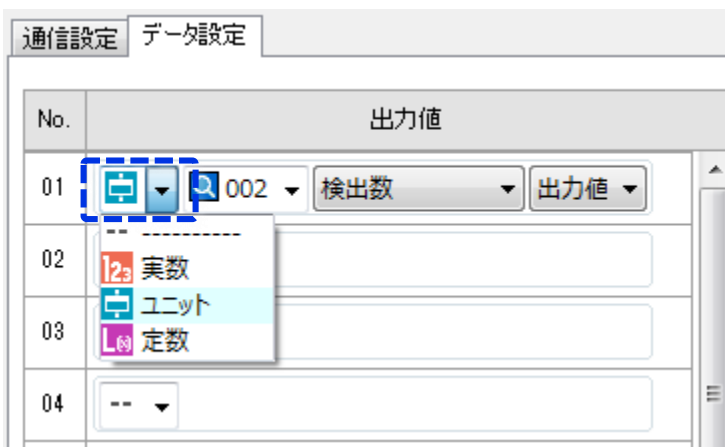 通信設定 データ設定
No. 出力値
01 002 検出数 出力値
-- ----------
02
123 実数
ユニット
03
L(x) 定数
04 --